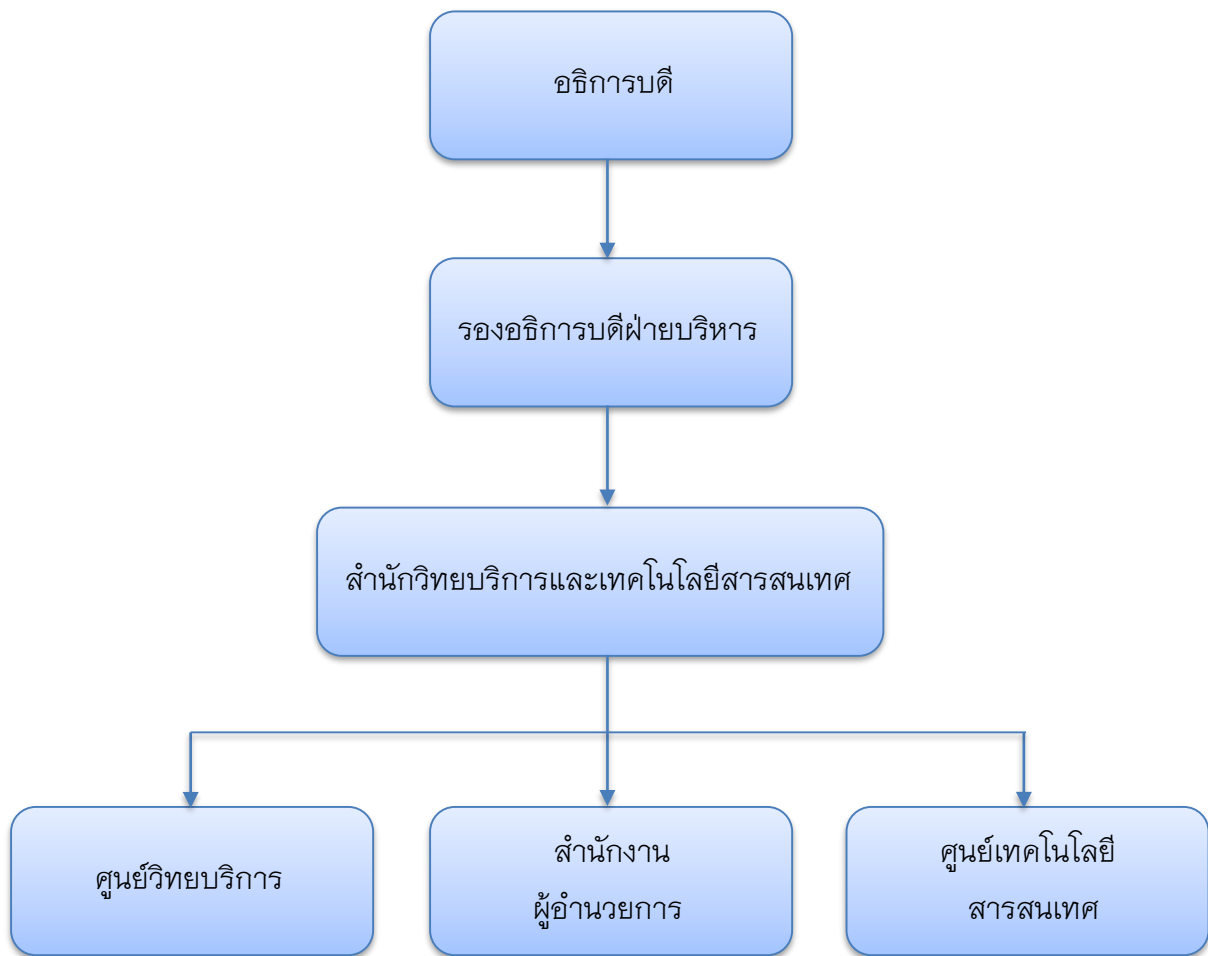 อธิการบดี
รองอธิการบดีฝ่ายบริหาร
สำนักวิทยบริการและเทคโนโลยีสารสนเทศ
ศูนย์วิทยบริการ
สำนักงาน
ผู้อำนวยการ
ศูนย์เทคโนโลยี
สารสนเทศ